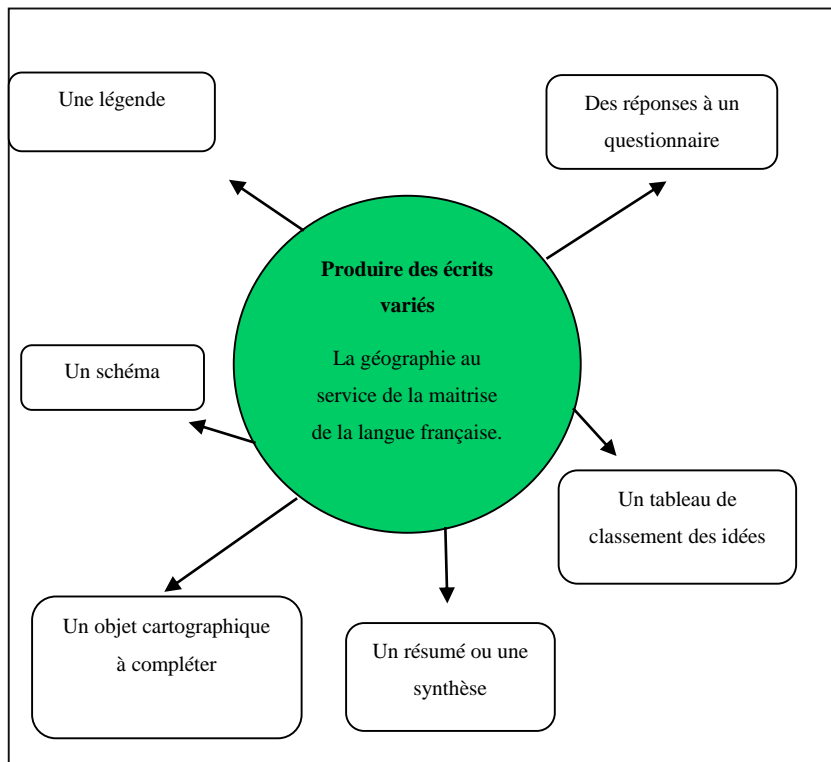 Une légende
Des réponses à un
questionnaire
Produire des écrits
variés
La géographie au
service de la maitrise
de la langue française.
Un schéma
Un tableau de
classement des idées
Un objet cartographique
à compléter
Un résumé ou une
synthèse